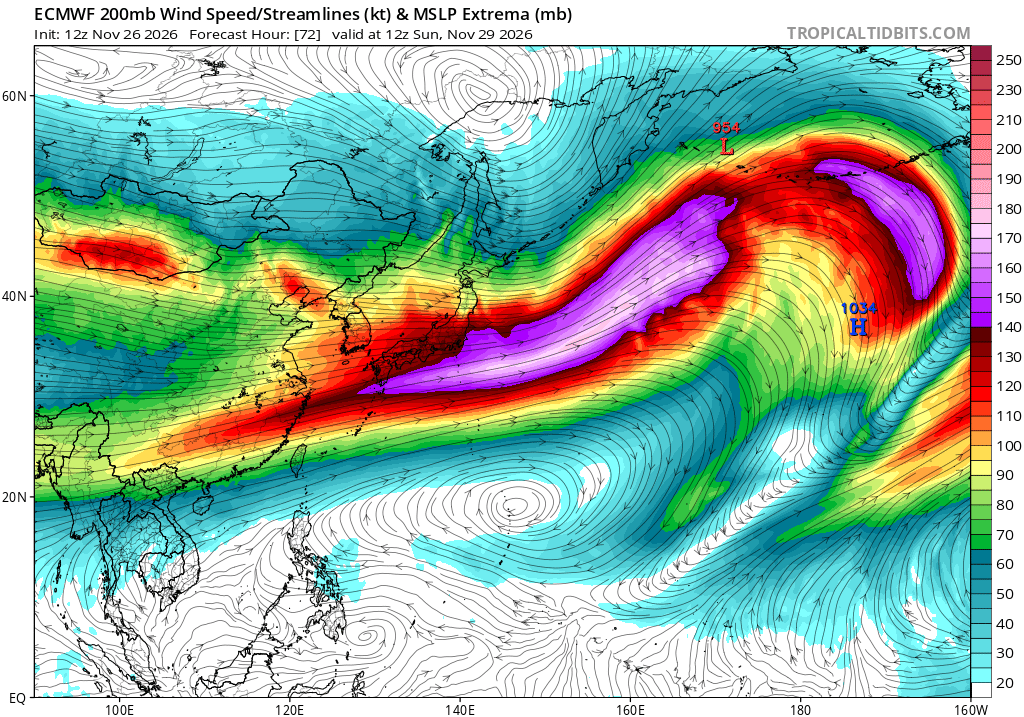 ECMWF 200mb Wind Speed/Streamlines (kt) & MSLP Extrema (mb)
Init: 12z Nov 26 2026 Forecast Hour: [72] valid at 12z Sun, Nov 29 2026
TROPICALTIDBITS.COM
60N
40N
20N
EQ
954
L
1034
H
100E
120E
140E
160E
180
160W
250
230
210
200
190
180
170
160
150
140
130
120
110
100
90
80
70
60
50
40
30
20